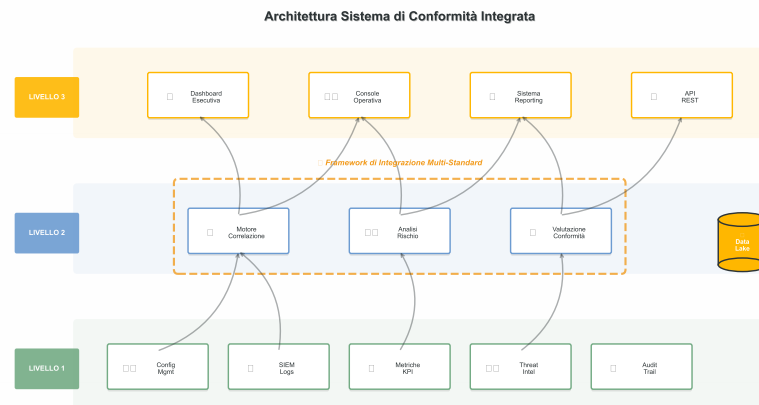 Architettura Sistema di Conformità Integrata
LIVELLO 3
Dashboard
Esecutiva
Console
Operativa
Sistema
Reporting
API
REST
Framework di Integrazione Multi-Standard
LIVELLO 2
Motore
Correlazione
Analisi
Rischio
Valutazione
Conformità
Data
Lake
LIVELLO 1
Config
Mgmt
SIEM
Logs
Metriche
KPI
Threat
Intel
Audit
Trail